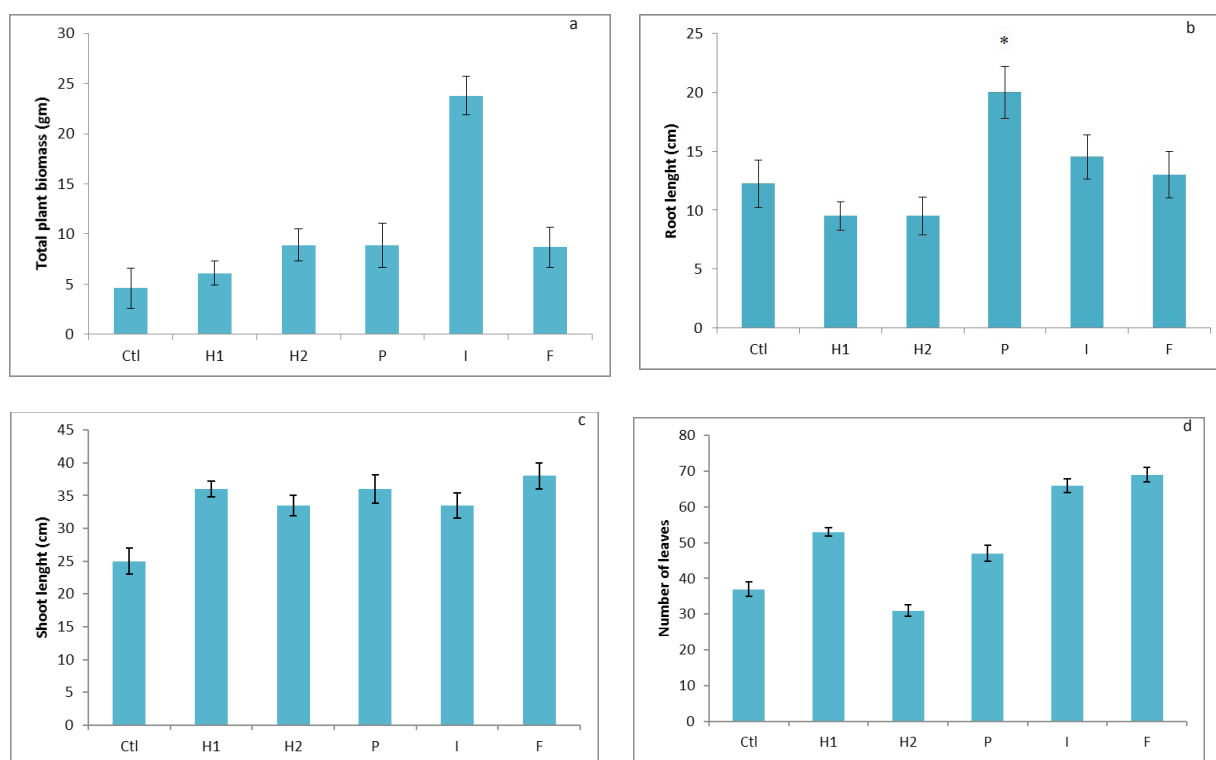 a
Total plant biomass (gm)
30
25
20
15
10
5
0
Ctl H1 H2 P I F
b
Root lenght (cm)
25
20
15
10
5
0
*
Ctl H1 H2 P I F
c
Shoot lenght (cm)
45
40
35
30
25
20
15
10
5
0
Ctl H1 H2 P I F
d
Number of leaves
80
70
60
50
40
30
20
10
0
Ctl H1 H2 P I F